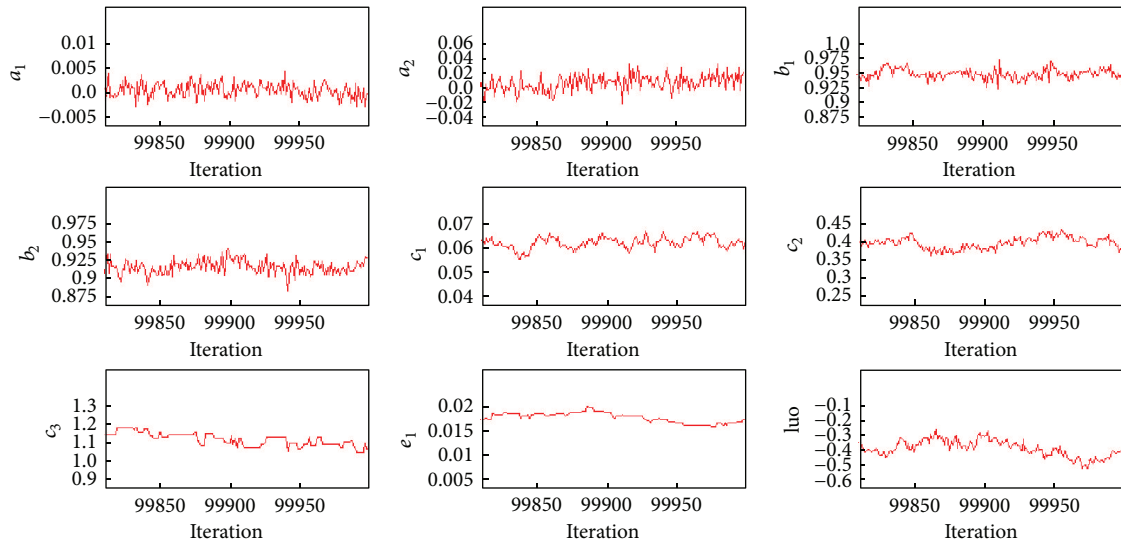 a1
0.01
0.005
0.0
−0.005
99850 99900 99950
Iteration
a2
0.06
0.04
0.02
0.0
−0.02
−0.04
99850 99900 99950
Iteration
b1
1.0
0.975
0.95
0.925
0.9
0.875
99850 99900 99950
Iteration
b2
0.975
0.95
0.925
0.9
0.875
99850 99900 99950
Iteration
c1
0.07
0.06
0.05
0.04
99850 99900 99950
Iteration
c2
0.45
0.4
0.35
0.3
0.25
99850 99900 99950
Iteration
c3
1.3
1.2
1.1
1.0
0.9
99850 99900 99950
Iteration
e1
0.02
0.015
0.01
0.005
99850 99900 99950
Iteration
luo
−0.1
−0.3
−0.4
−0.5
−0.6
99850 99900 99950
Iteration